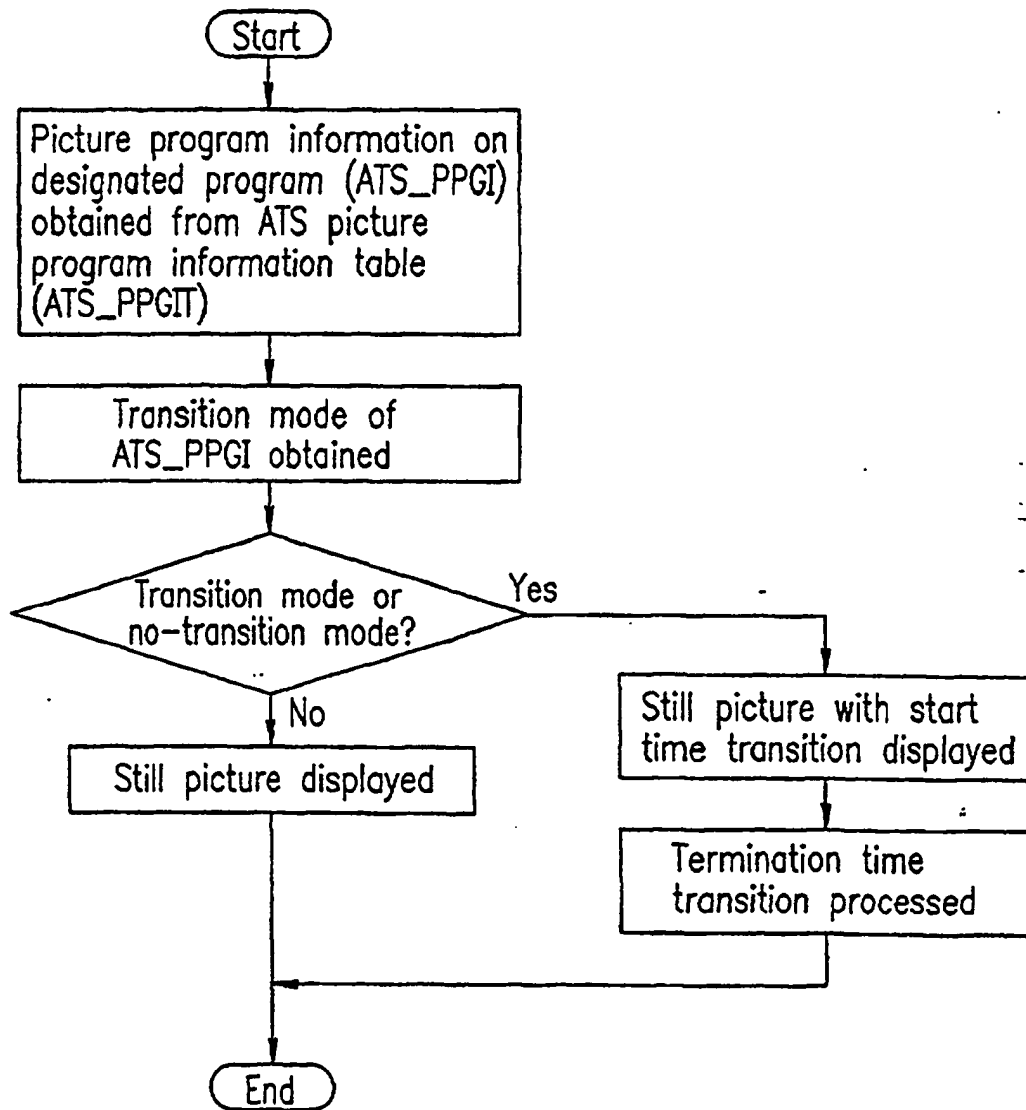 Start
Picture program information on
designated program (ATS_PPGI)
obtained from ATS picture
program information table
(ATS_PPGIT)
Transition mode of
ATS_PPGI obtained
Transition mode or
no-transition mode?
Yes
No
Still picture displayed
Still picture with start
time transition displayed
Termination time
transition processed
End